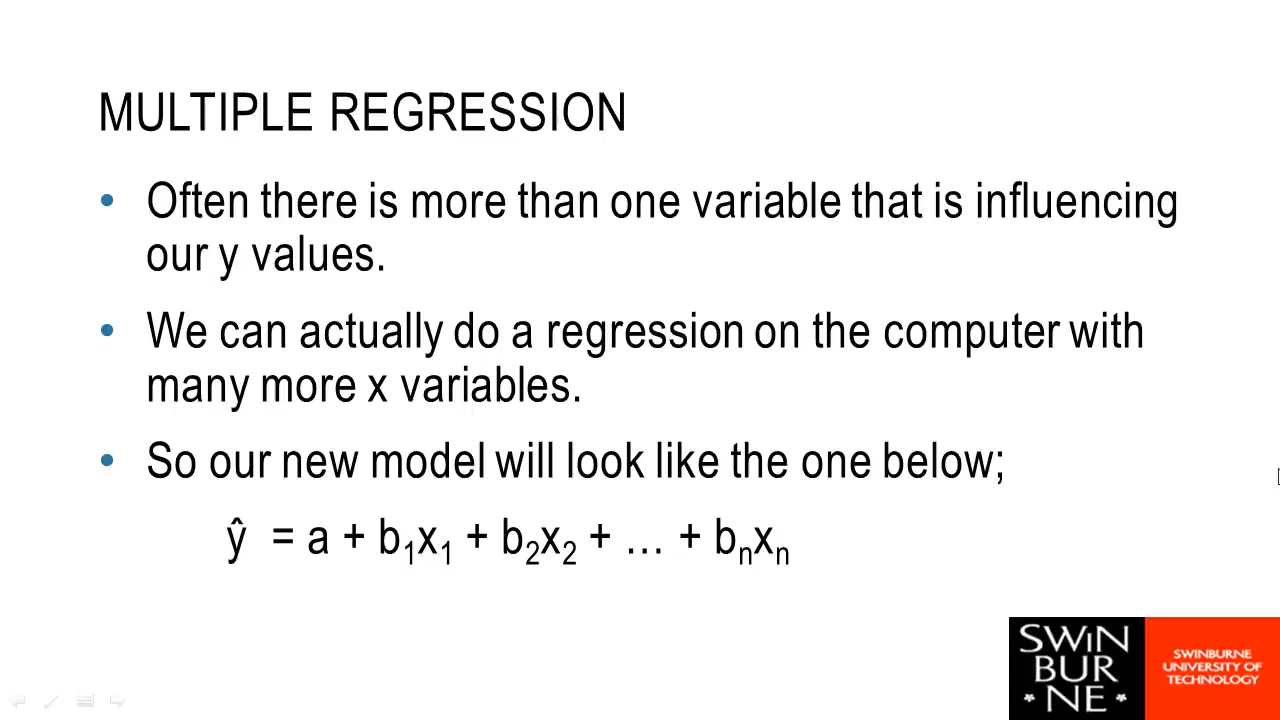 MULTIPLE REGRESSION
• Often there is more than one variable that is influencing
our y values.
• We can actually do a regression on the computer with
many more x variables.
• So our new model will look like the one below;
ŷ = a + b₁x₁ + b₂x₂ + … + bₙxₙ
SWIN
BUR
NE
SWINBURNE
UNIVERSITY OF
TECHNOLOGY